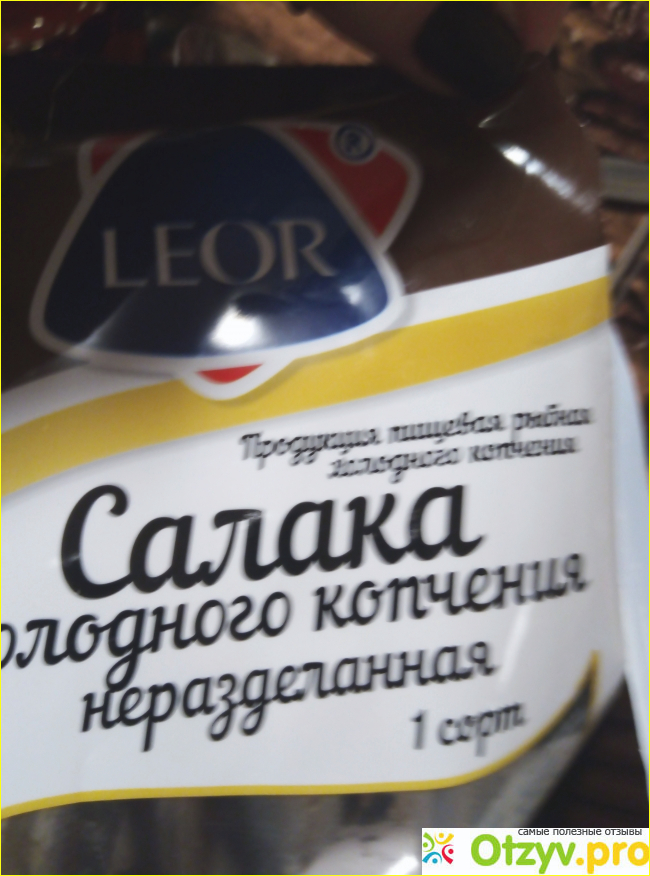 LEOR
®
Продукция пищевая рыбная
холодного копчения
Салака
олодного копчения
неразделанная
1 сорт
самые полезные отзывы
Otzyv.pro